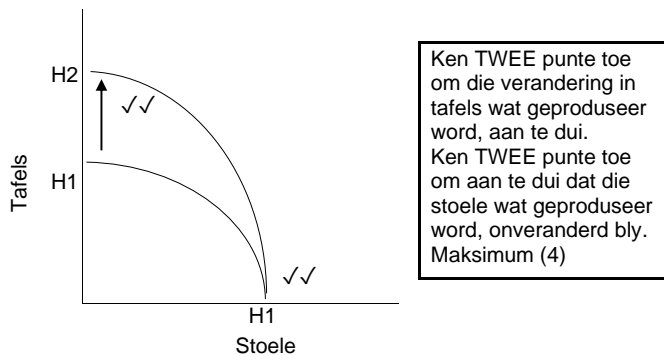 H2
✓✓
H1
Tafels
✓✓
H1
Stoele
Ken TWEE punte toe
om die verandering in
tafels wat geproduseer
word, aan te dui.
Ken TWEE punte toe
om aan te dui dat die
stoele wat geproduseer
word, onveranderd bly.
Maksimum (4)